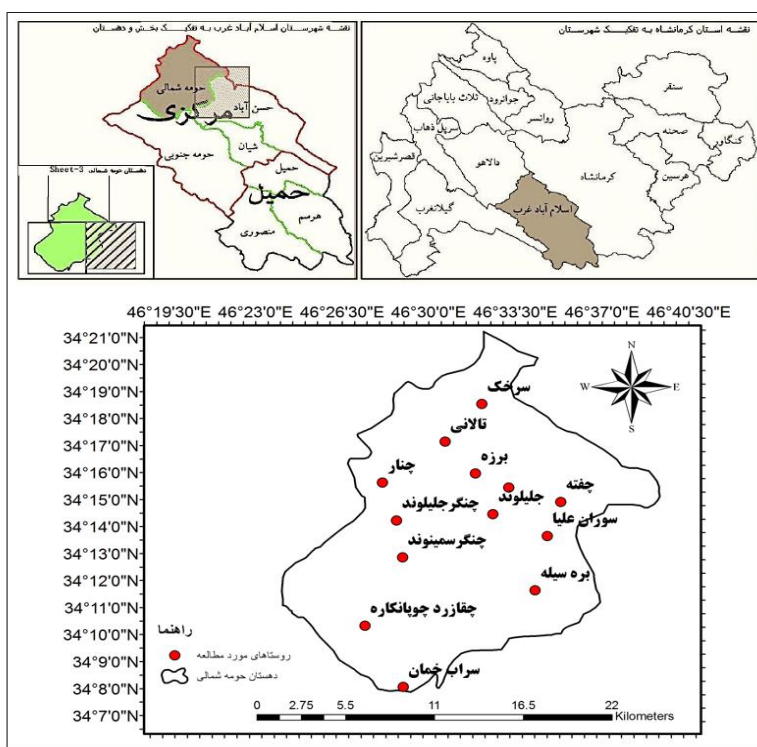 نقشه استان کرمانشاه به تفکیک شهرستان
پاوه
ثلاث باباجانی
جوانرود
روانسر
سرپل ذهاب
قصرشیرین
دالاهو
گیلانغرب
اسلام آباد غرب
کرمانشاه
سنقر
صحنه
کنگاور
هرسین
نقشه شهرستان اسلام آباد غرب به تفکیک بخش و دهستان
حومه شمالی
حسن آباد
مرکزی
شیان
حومه جنوبی
حمیل
حمیل
هرسم
منصوری
دهستان حومه شمالی Sheet-3
46°19'30"E 46°23'0"E 46°26'30"E 46°30'0"E 46°33'30"E 46°37'0"E 46°40'30"E
34°21'0"N
34°20'0"N
34°19'0"N
34°18'0"N
34°17'0"N
34°16'0"N
34°15'0"N
34°14'0"N
34°13'0"N
34°12'0"N
34°11'0"N
34°10'0"N
34°9'0"N
34°8'0"N
34°7'0"N
N
W E
S
سرخک
تالانی
برزه
چنار
جلیلوند
چفته
چنگرجلیلوند
سوران علیا
چنگرسمینوند
بره سیله
چقازرد چوپانکاره
سراب خمان
راهنما
روستاهای مورد مطالعه
دهستان حومه شمالی
0 2.75 5.5 11 16.5 22
Kilometers